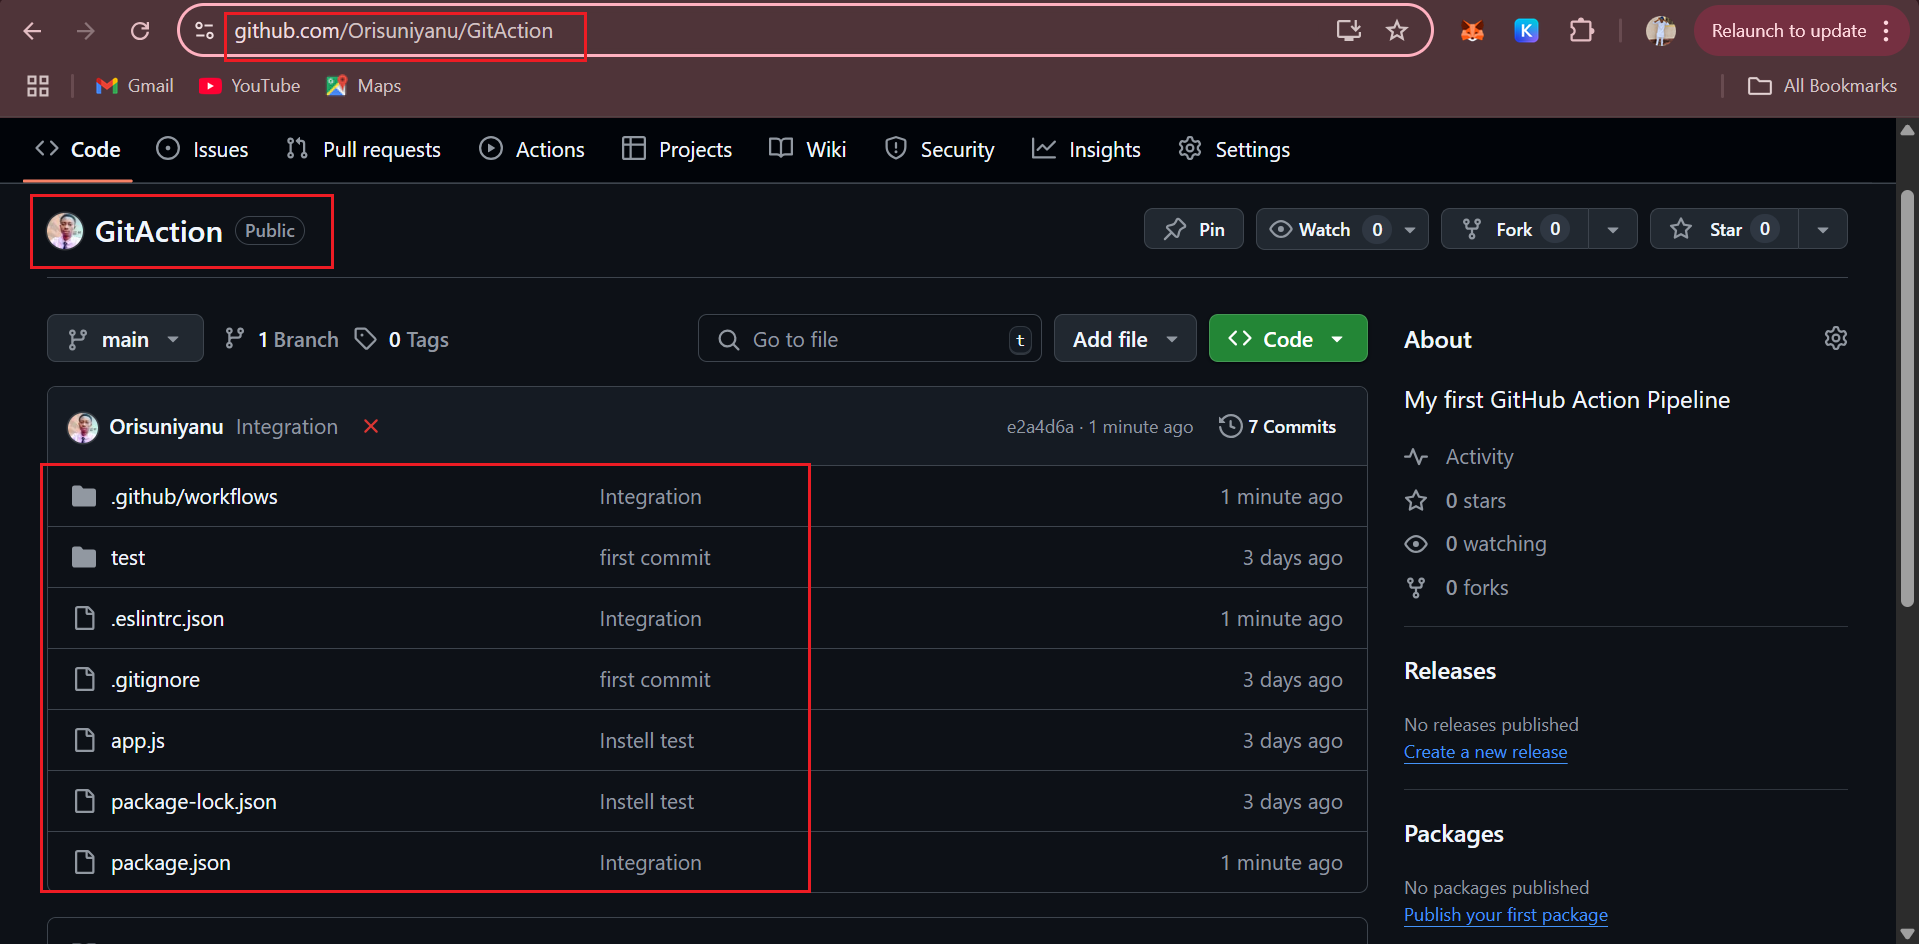 github.com/Orisuniyanu/GitAction
K
Relaunch to update
Gmail YouTube Maps All Bookmarks
Code Issues Pull requests Actions Projects Wiki Security Insights Settings
GitAction Public Pin Watch 0 Fork 0 Star 0
main 1 Branch 0 Tags Go to file t Add file Code About
My first GitHub Action Pipeline
Orisuniyanu Integration e2a4d6a · 1 minute ago 7 Commits
Activity
.github/workflows Integration 1 minute ago
0 stars
test first commit 3 days ago
0 watching
0 forks
.eslintrc.json Integration 1 minute ago
.gitignore first commit 3 days ago
Releases
No releases published
app.js Instell test 3 days ago
Create a new release
package-lock.json Instell test 3 days ago
Packages
package.json Integration 1 minute ago
No packages published
Publish your first package